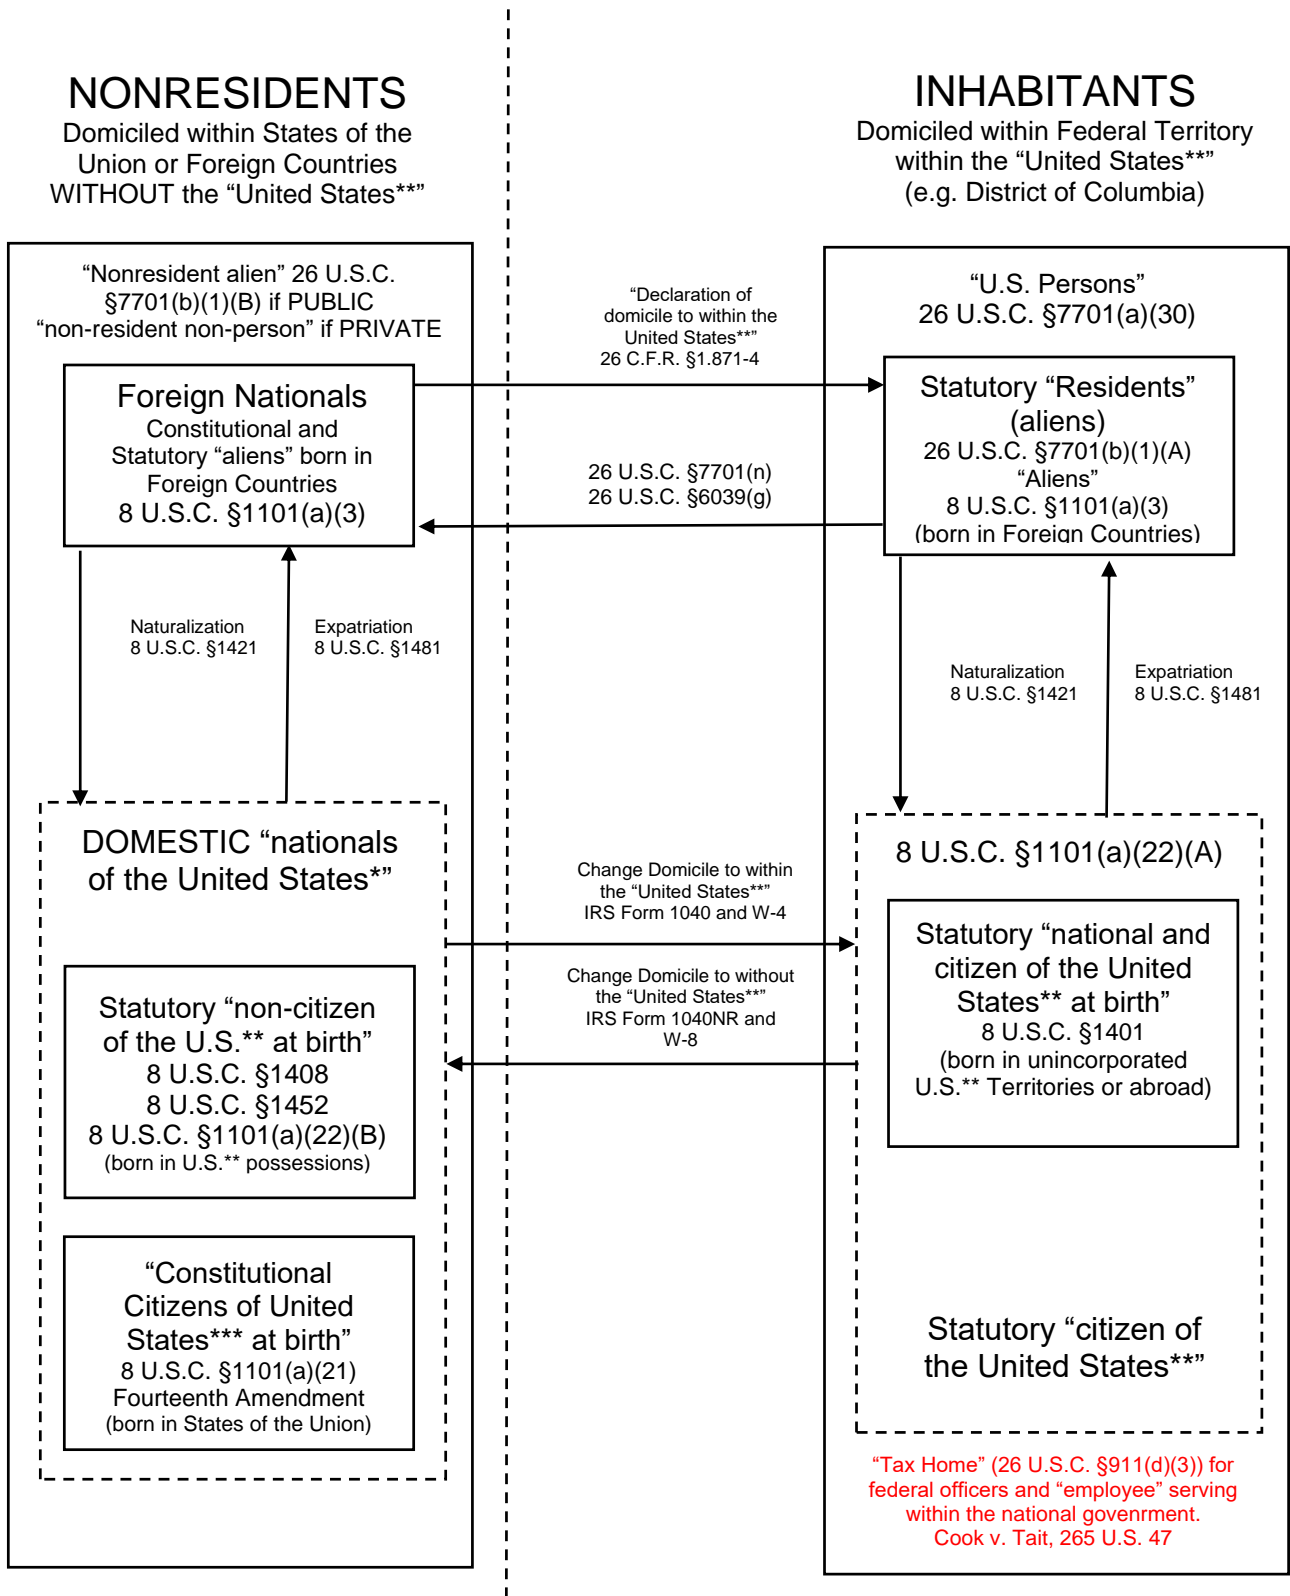 NONRESIDENTS
Domiciled within States of the
Union or Foreign Countries
WITHOUT the “United States**”
“Nonresident alien” 26 U.S.C.
§7701(b)(1)(B) if PUBLIC
“non-resident non-person” if PRIVATE
Foreign Nationals
Constitutional and
Statutory “aliens” born in
Foreign Countries
8 U.S.C. §1101(a)(3)
Naturalization
8 U.S.C. §1421
Expatriation
8 U.S.C. §1481
DOMESTIC “nationals
of the United States*”
Statutory “non-citizen
of the U.S.** at birth”
8 U.S.C. §1408
8 U.S.C. §1452
8 U.S.C. §1101(a)(22)(B)
(born in U.S.** possessions)
“Constitutional
Citizens of United
States*** at birth”
8 U.S.C. §1101(a)(21)
Fourteenth Amendment
(born in States of the Union)
“Declaration of
domicile to within the
United States**”
26 C.F.R. §1.871-4
26 U.S.C. §7701(n)
26 U.S.C. §6039(g)
Change Domicile to within
the “United States**”
IRS Form 1040 and W-4
Change Domicile to without
the “United States**”
IRS Form 1040NR and
W-8
INHABITANTS
Domiciled within Federal Territory
within the “United States**”
(e.g. District of Columbia)
“U.S. Persons”
26 U.S.C. §7701(a)(30)
Statutory “Residents”
(aliens)
26 U.S.C. §7701(b)(1)(A)
“Aliens”
8 U.S.C. §1101(a)(3)
(born in Foreign Countries)
Naturalization
8 U.S.C. §1421
Expatriation
8 U.S.C. §1481
8 U.S.C. §1101(a)(22)(A)
Statutory “national and
citizen of the United
States** at birth”
8 U.S.C. §1401
(born in unincorporated
U.S.** Territories or abroad)
Statutory “citizen of
the United States**”
“Tax Home” (26 U.S.C. §911(d)(3)) for
federal officers and “employee” serving
within the national govenrment.
Cook v. Tait, 265 U.S. 47